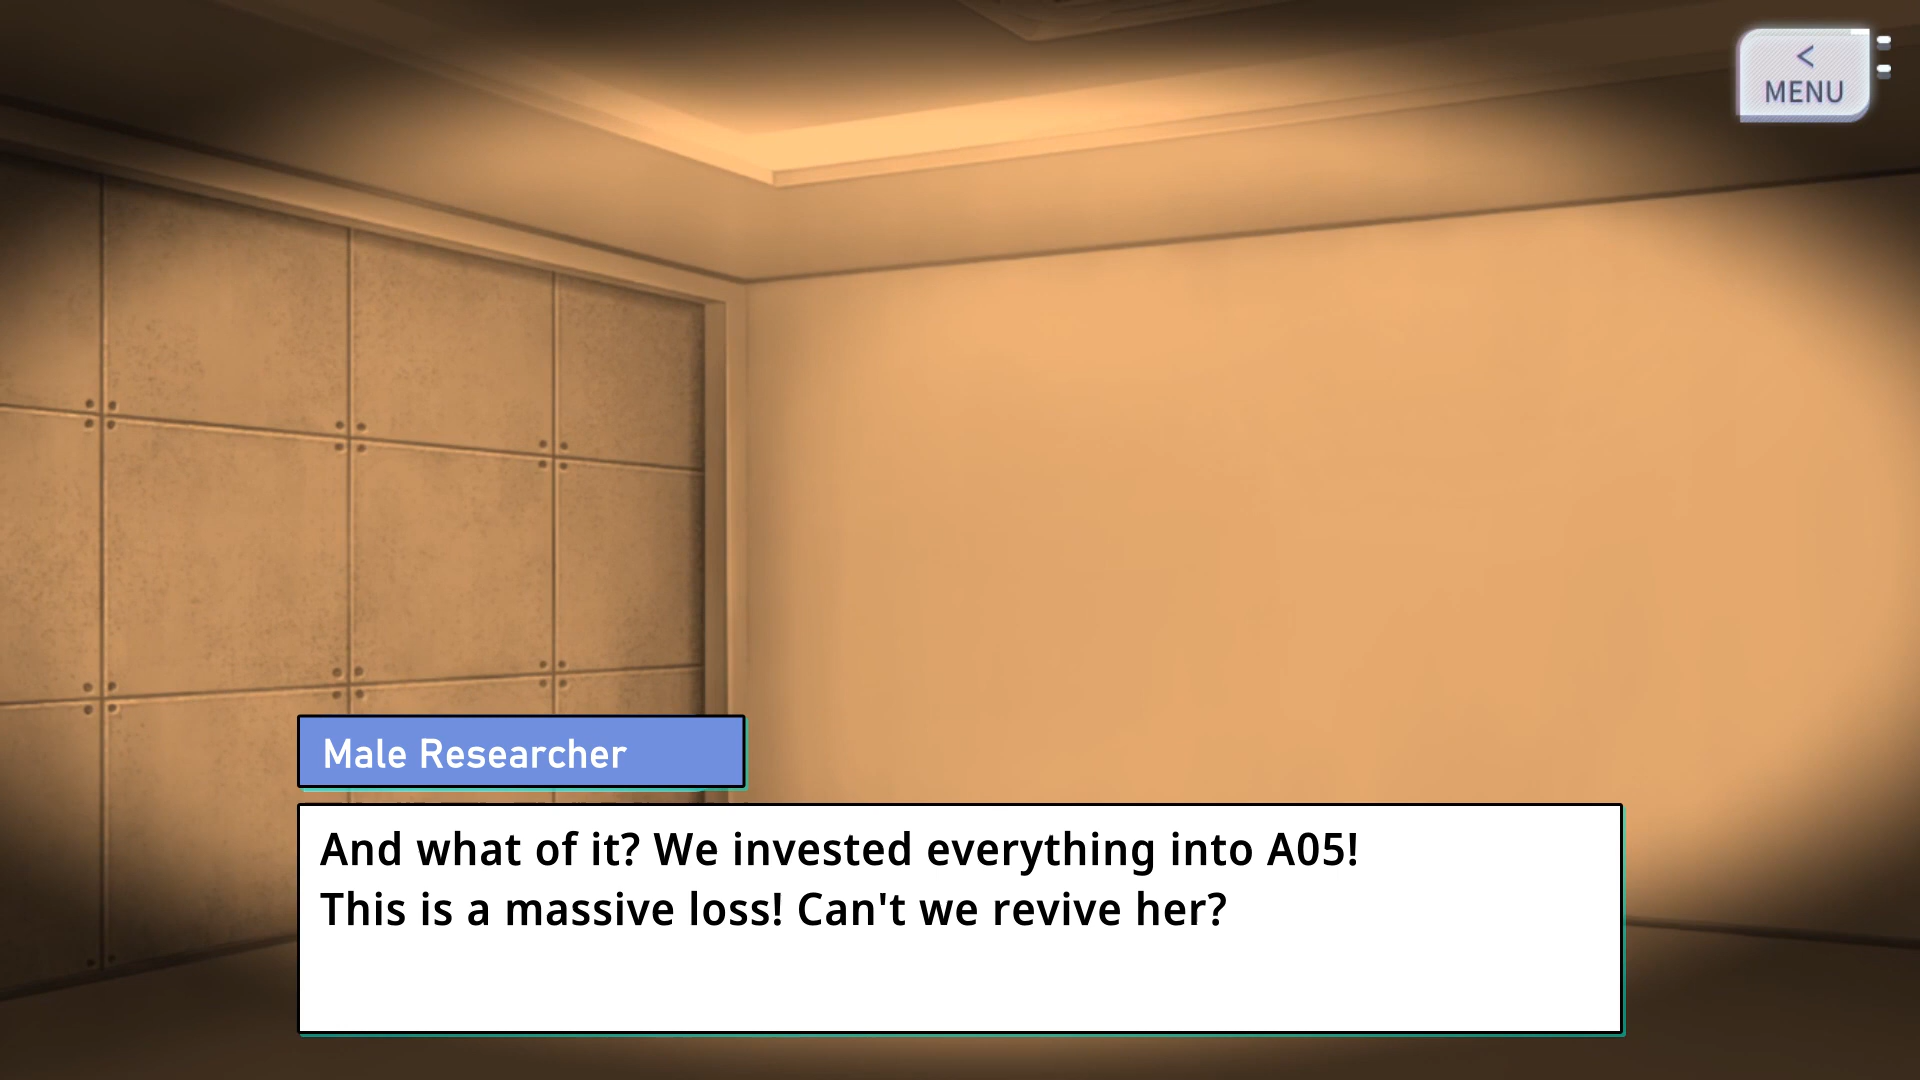 <
MENU
Male Researcher
And what of it? We invested everything into A05!
This is a massive loss! Can't we revive her?